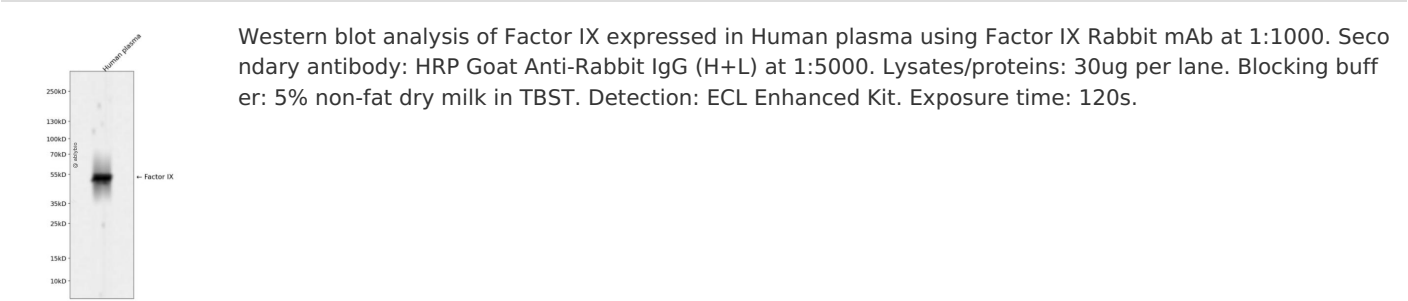 Human plasma
Western blot analysis of Factor IX expressed in Human plasma using Factor IX Rabbit mAb at 1:1000. Seco
ndary antibody: HRP Goat Anti-Rabbit IgG (H+L) at 1:5000. Lysates/proteins: 30ug per lane. Blocking buff
er: 5% non-fat dry milk in TBST. Detection: ECL Enhanced Kit. Exposure time: 120s.
250kD
130kD
100kD
70kD
@ abybio
55kD
← Factor IX
35kD
25kD
15kD
10kD